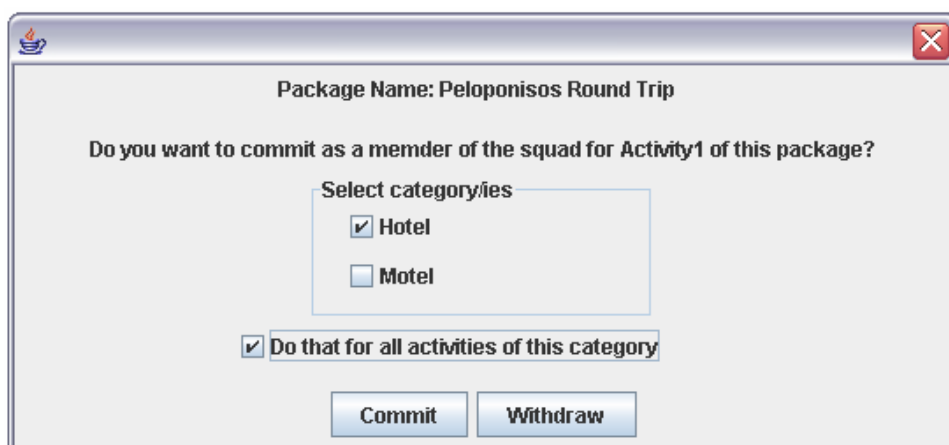 Package Name: Peloponisos Round Trip
Do you want to commit as a memder of the squad for Activity1 of this package?
Select category/ies
Hotel
Motel
Do that for all activities of this category
Commit Withdraw